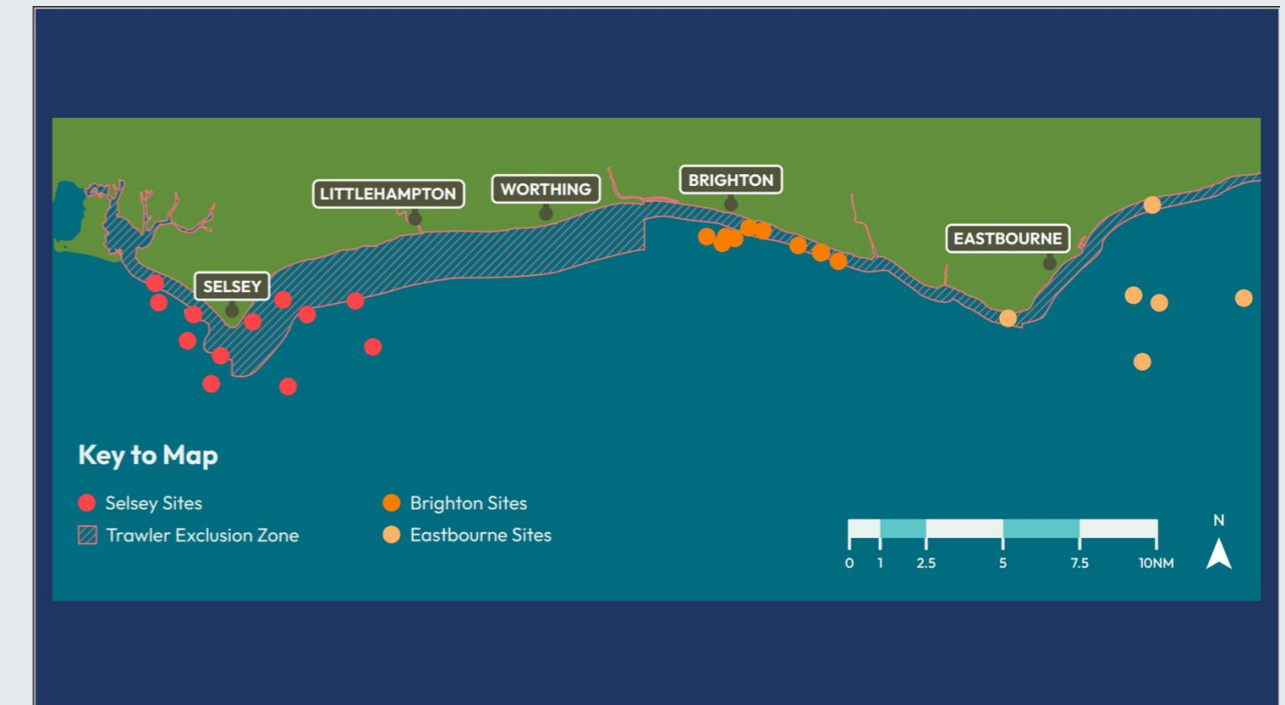 BRIGHTON
WORTHING
LITTLEHAMPTON
EASTBOURNE
SELSEY
Key to Map
Selsey Sites
Brighton Sites
Trawler Exclusion Zone
Eastbourne Sites
N
0 1 2.5 5 7.5 10NM